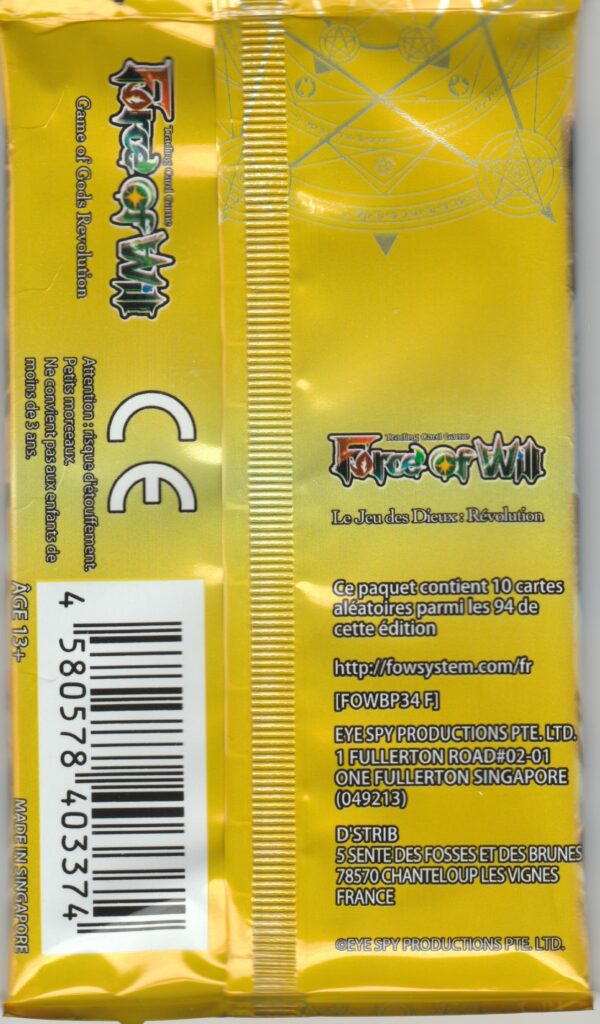 Trading Card Game
Force of Will
Game of Gods Revolution
Attention : risque d'étouffement.
Petits morceaux.
Ne convient pas aux enfants de
moins de 3 ans.
CE
ÂGE 13+
4 580578 403374
MADE IN SINGAPORE
Trading Card Game
Force of Will
Le Jeu des Dieux : Révolution
Ce paquet contient 10 cartes
aléatoires parmi les 94 de
cette édition
http://fowsystem.com/fr
[FOWBP34 F]
EYE SPY PRODUCTIONS PTE. LTD.
1 FULLERTON ROAD#02-01
ONE FULLERTON SINGAPORE
(049213)
D'STRIB
5 SENTE DES FOSSES ET DES BRUNES
78570 CHANTELOUP LES VIGNES
FRANCE
©EYE SPY PRODUCTIONS PTE. LTD.